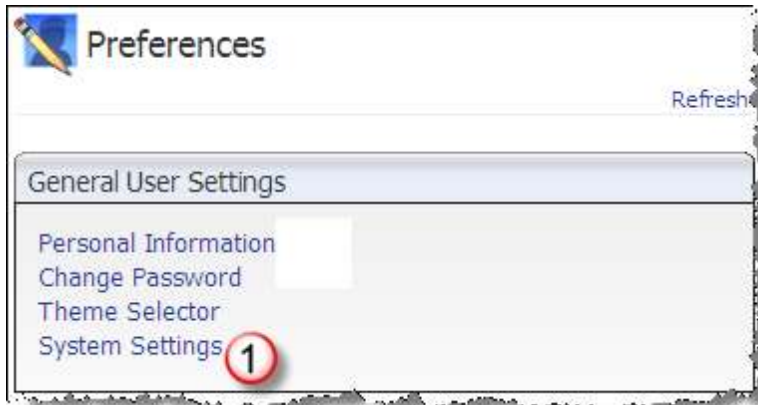 Preferences
Refresh
General User Settings
Personal Information
Change Password
Theme Selector
System Settings
1